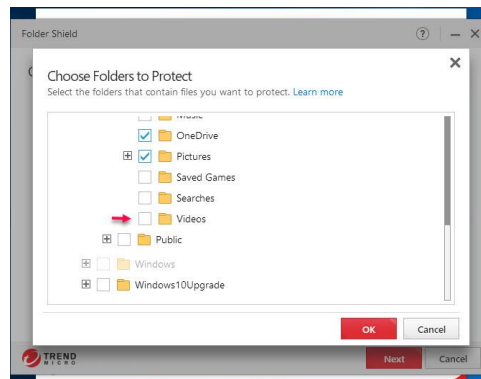 Folder Shield
?
Choose Folders to Protect
Select the folders that contain files you want to protect. Learn more
Music
OneDrive
Pictures
Saved Games
Searches
Videos
Public
Windows
Windows10Upgrade
OK Cancel
TREND
MICRO
Next Cancel